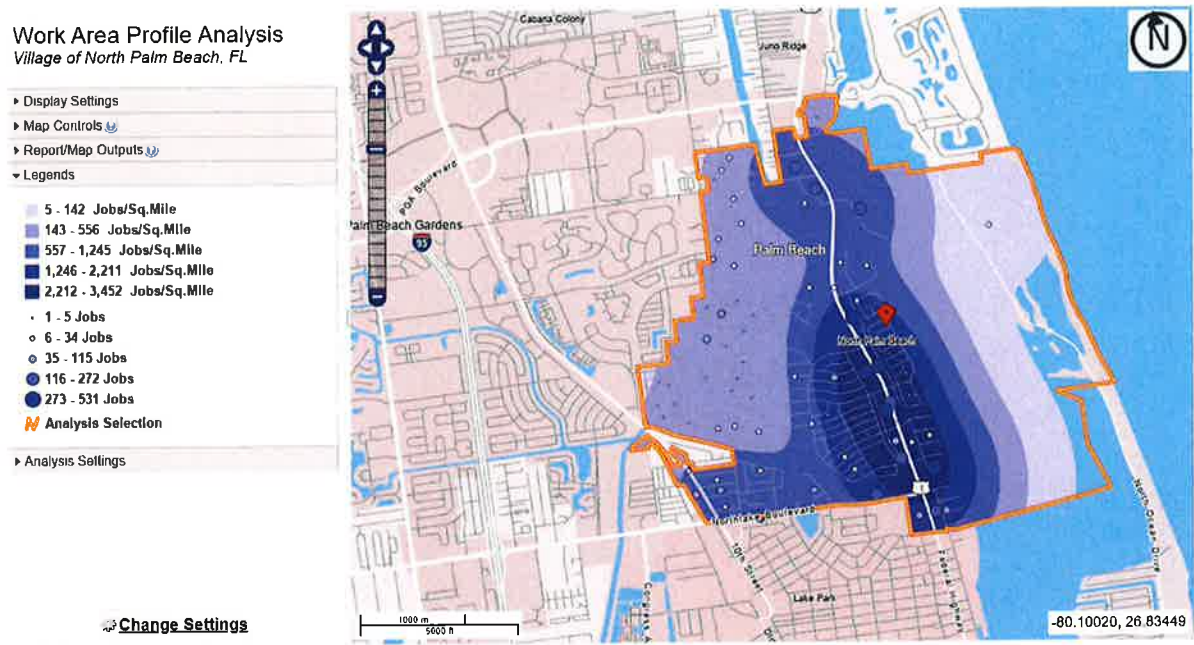 Work Area Profile Analysis
Village of North Palm Beach, FL
Display Settings
Map Controls
Report/Map Outputs
Legends
5 - 142 Jobs/Sq.Mile
143 - 556 Jobs/Sq.Mile
557 - 1,245 Jobs/Sq.Mile
1,246 - 2,211 Jobs/Sq.Mile
2,212 - 3,452 Jobs/Sq.Mile
1 - 5 Jobs
6 - 34 Jobs
35 - 115 Jobs
116 - 272 Jobs
273 - 531 Jobs
Analysis Selection
Analysis Settings
Change Settings
Cabana Colony
Juno Ridge
N
PGA Boulevard
Palm Beach Gardens
95
Palm Beach
North Palm Beach
1
Northlake Boulevard
10th Street
Federal Highway
North Ocean Drive
Lake Park
1000 m
5000 ft
-80.10020, 26.83449